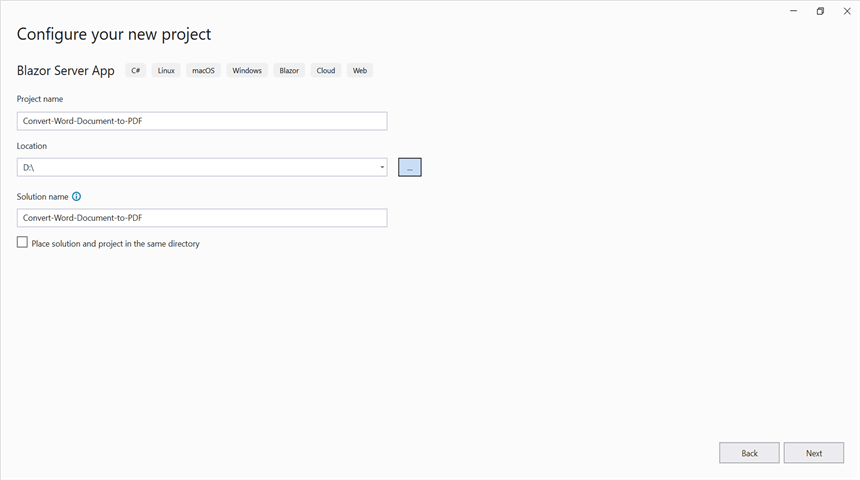 Configure your new project
Blazor Server App C# Linux macOS Windows Blazor Cloud Web
Project name
Convert-Word-Document-to-PDF
Location
D:\
...
Solution name
Convert-Word-Document-to-PDF
Place solution and project in the same directory
Back Next